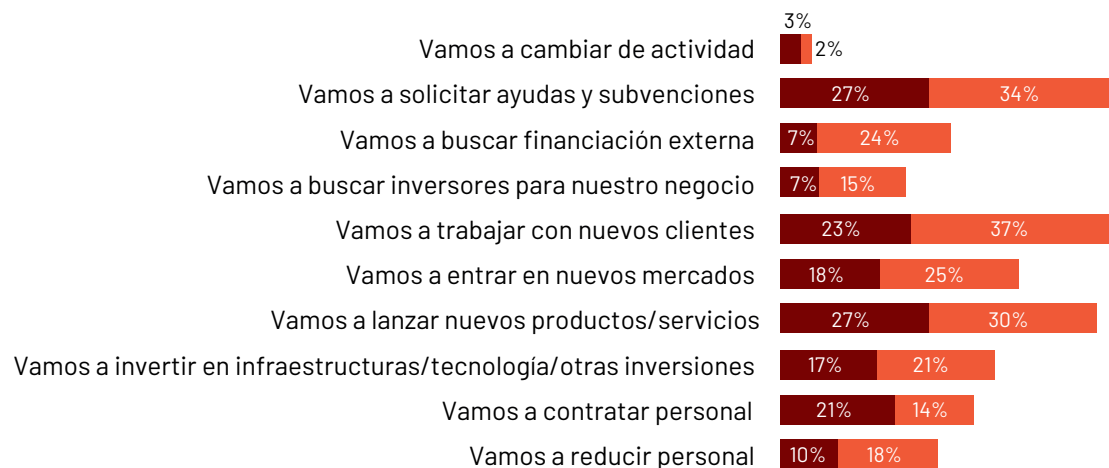 3%
Vamos a cambiar de actividad 2%
Vamos a solicitar ayudas y subvenciones 27% 34%
Vamos a buscar financiación externa 7% 24%
Vamos a buscar inversores para nuestro negocio 7% 15%
Vamos a trabajar con nuevos clientes 23% 37%
Vamos a entrar en nuevos mercados 18% 25%
Vamos a lanzar nuevos productos/servicios 27% 30%
Vamos a invertir en infraestructuras/tecnología/otras inversiones 17% 21%
Vamos a contratar personal 21% 14%
Vamos a reducir personal 10% 18%